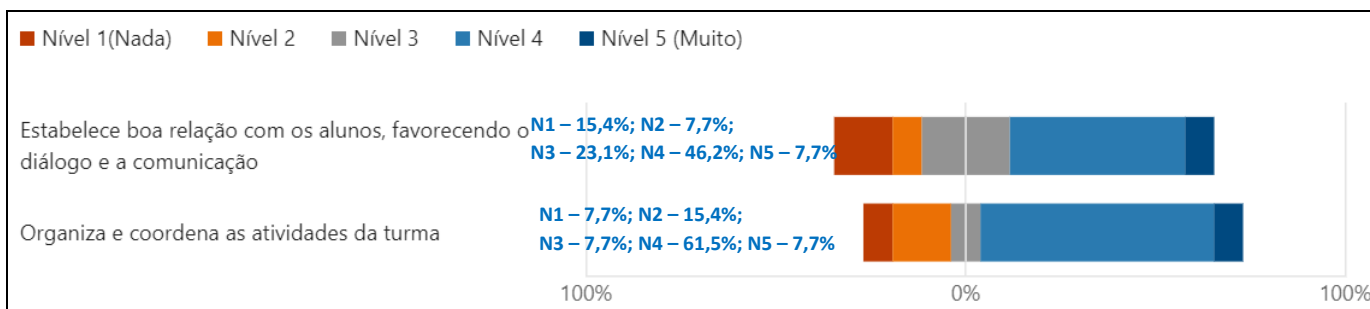 Nível 1(Nada) Nível 2 Nível 3 Nível 4 Nível 5 (Muito)
Estabelece boa relação com os alunos, favorecendo o
diálogo e a comunicação
N1 – 15,4%; N2 – 7,7%;
N3 – 23,1%; N4 – 46,2%; N5 – 7,7%
Organiza e coordena as atividades da turma
N1 – 7,7%; N2 – 15,4%;
N3 – 7,7%; N4 – 61,5%; N5 – 7,7%
100% 0% 100%